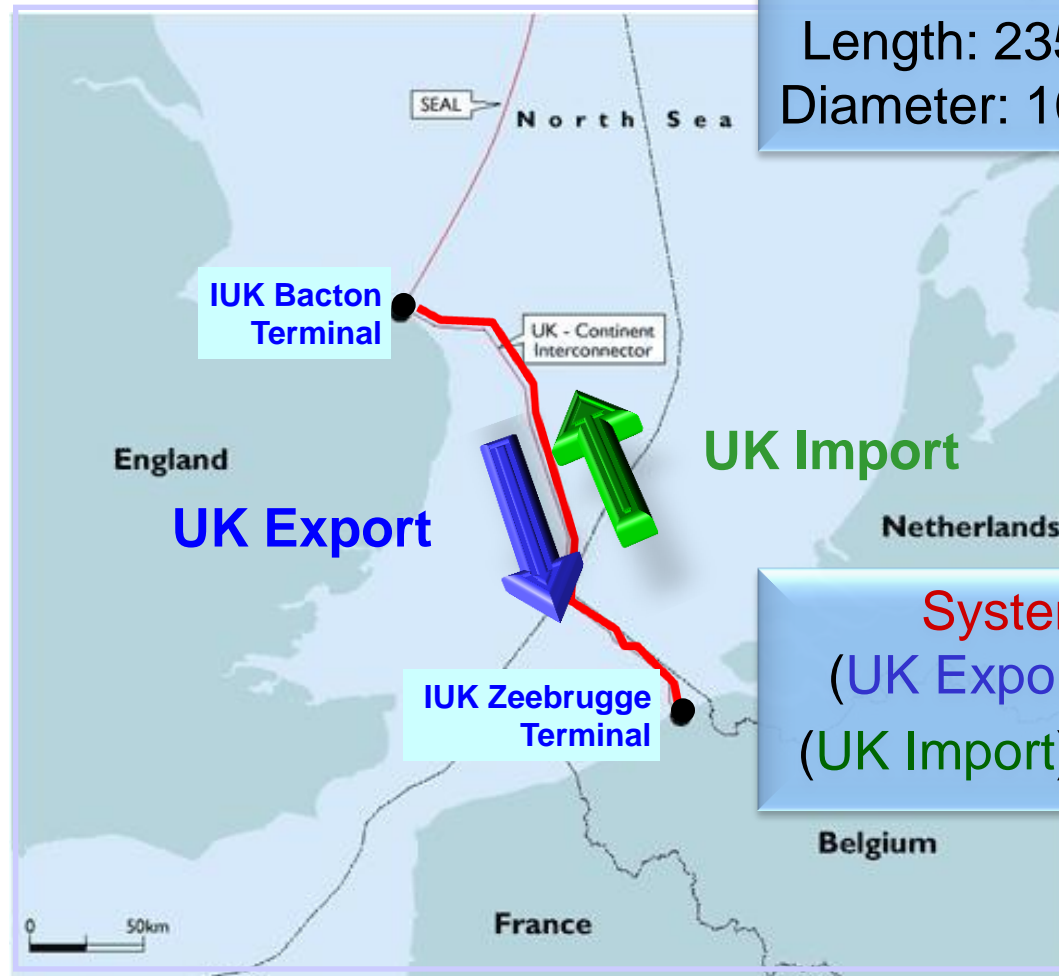 Length: 235
Diameter: 1
SEAL
North Sea
IUK Bacton
Terminal
UK - Continent
Interconnector
England
UK Import
UK Export
Netherlands
System
(UK Expo
IUK Zeebrugge
Terminal
(UK Import)
Belgium
0 50km
France